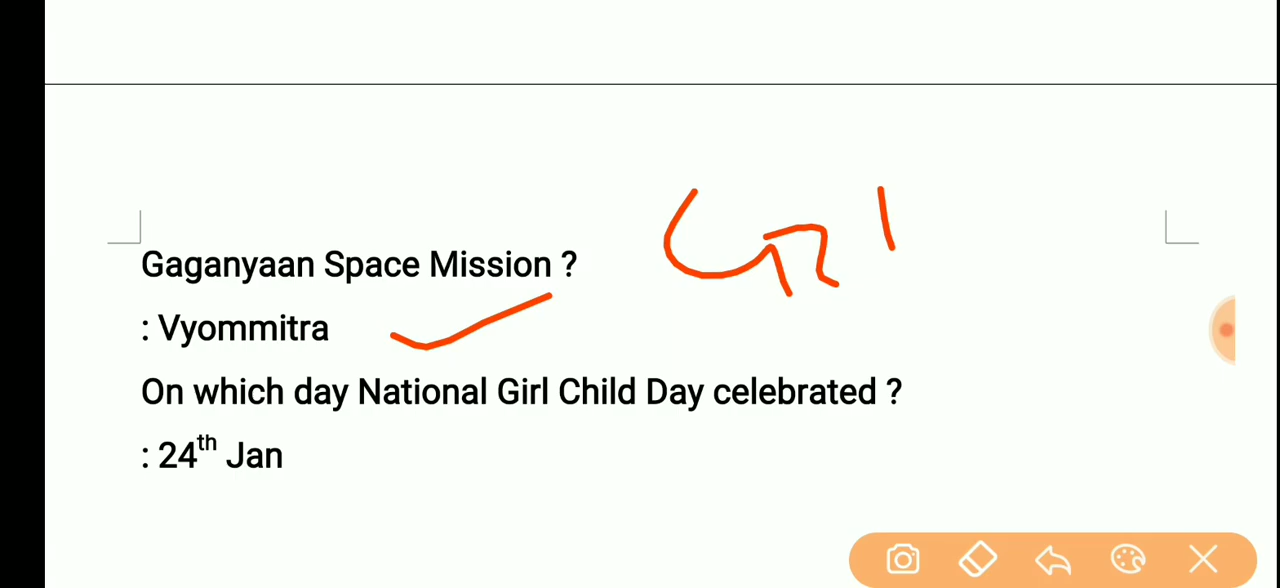 Gaganyaan Space Mission ?
: Vyommitra
On which day National Girl Child Day celebrated ?
: 24th Jan